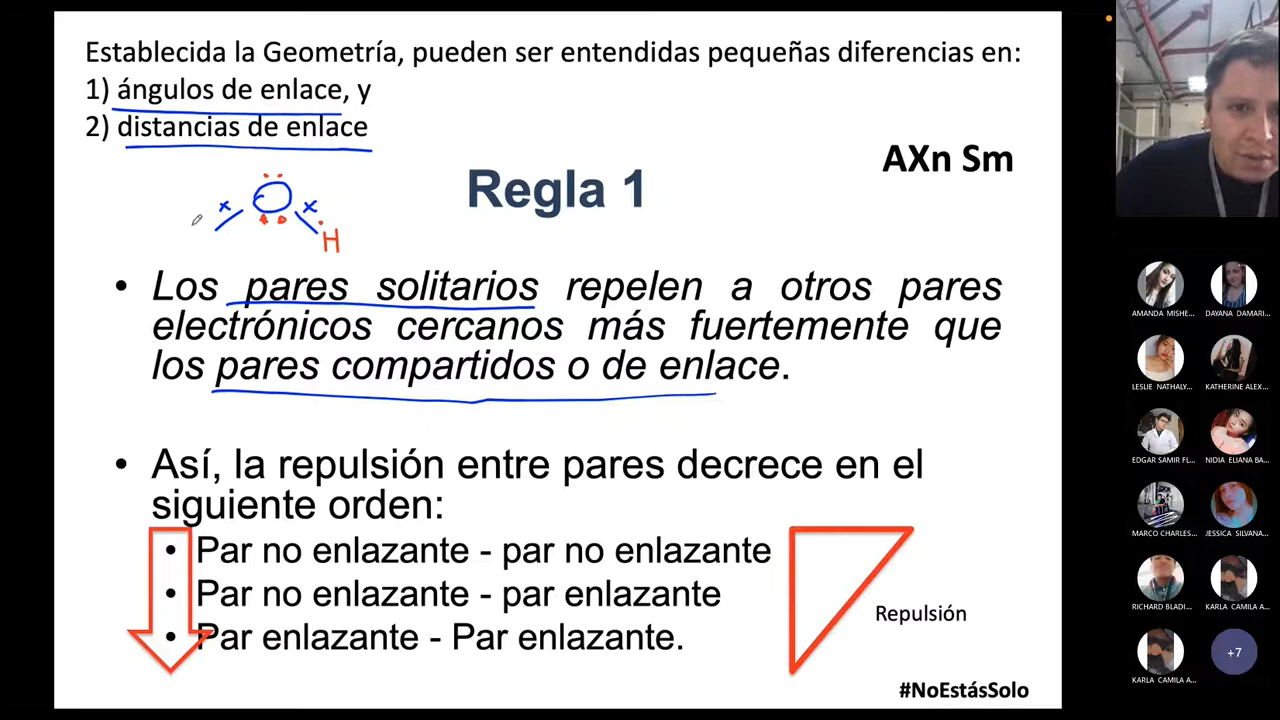 Establecida la Geometría, pueden ser entendidas pequeñas diferencias en:
1) ángulos de enlace, y
2) distancias de enlace
AXn Sm
Regla 1
x O x
H
• Los pares solitarios repelen a otros pares
electrónicos cercanos más fuertemente que
los pares compartidos o de enlace.
• Así, la repulsión entre pares decrece en el
siguiente orden:
• Par no enlazante - par no enlazante
• Par no enlazante - par enlazante
• Par enlazante - Par enlazante.
Repulsión
#NoEstásSolo
AMANDA MISHE...
DAYANA DAMARI...
LESLIE NATHALY...
KATHERINE ALEX...
EDGAR SAMIR FL...
NIDIA ELIANA BA...
MARCO CHARLES...
JESSICA SILVANA...
RICHARD BLADI...
KARLA CAMILA A...
KARLA CAMILA A...
+7